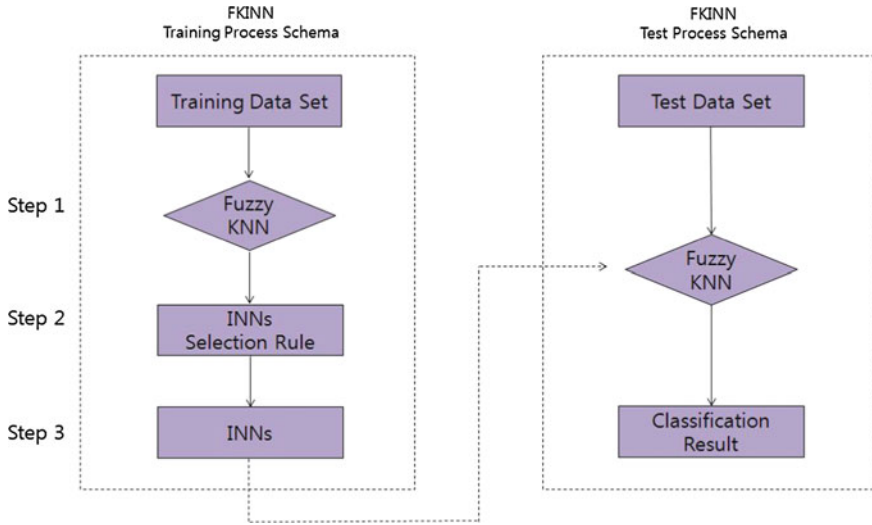 FKINN
Training Process Schema
Training Data Set
Step 1
Fuzzy
KNN
Step 2
INNs
Selection Rule
Step 3
INNs
FKINN
Test Process Schema
Test Data Set
Fuzzy
KNN
Classification
Result